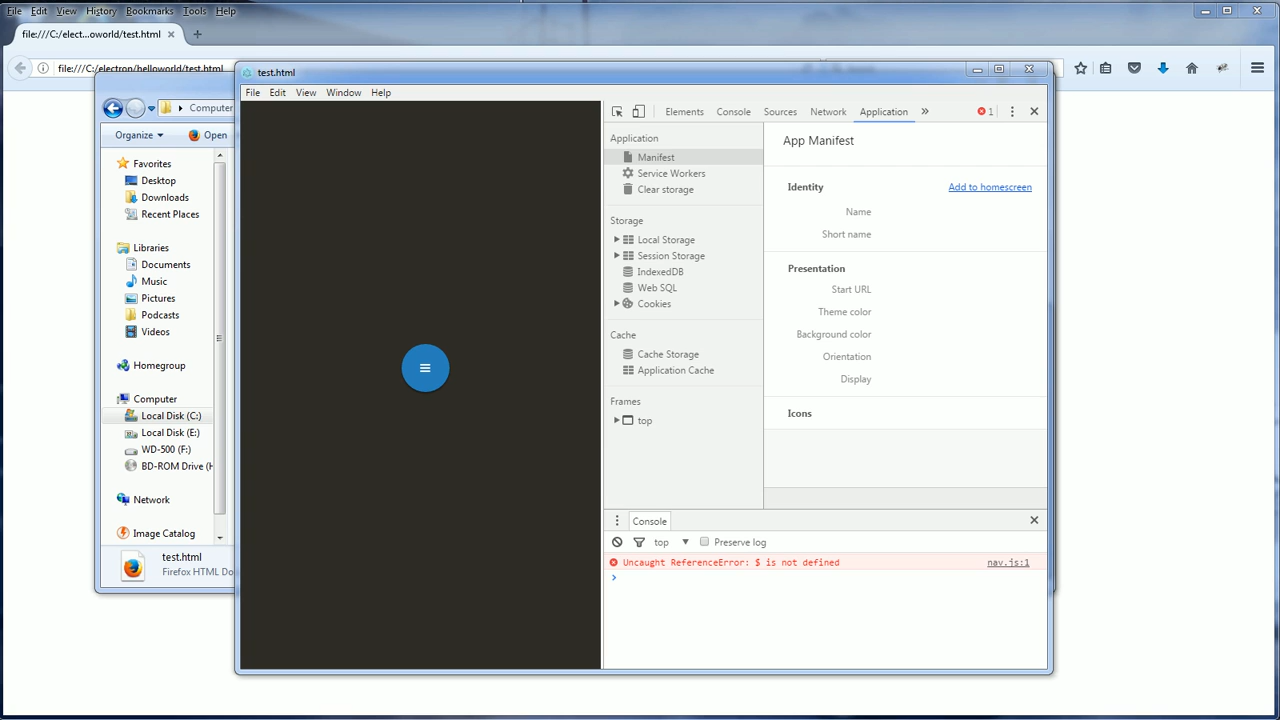 File Edit View History Bookmarks Tools Help
file:///C:/elect...oworld/test.html
file:///C:/electron/helloworld/test.html
test.html
Computer
File Edit View Window Help
Organize
Open
Favorites
Desktop
Downloads
Recent Places
Libraries
Documents
Music
Pictures
Podcasts
Videos
Homegroup
Computer
Local Disk (C:)
Local Disk (E:)
WD-500 (F:)
BD-ROM Drive (H
Network
Image Catalog
test.html
Firefox HTML Do
Elements Console Sources Network Application » 1
Application
Manifest
Service Workers
Clear storage
Storage
Local Storage
Session Storage
IndexedDB
Web SQL
Cookies
Cache
Cache Storage
Application Cache
Frames
top
App Manifest
Identity Add to homescreen
Name
Short name
Presentation
Start URL
Theme color
Background color
Orientation
Display
Icons
Console
top Preserve log
Uncaught ReferenceError: $ is not defined nav.js:1